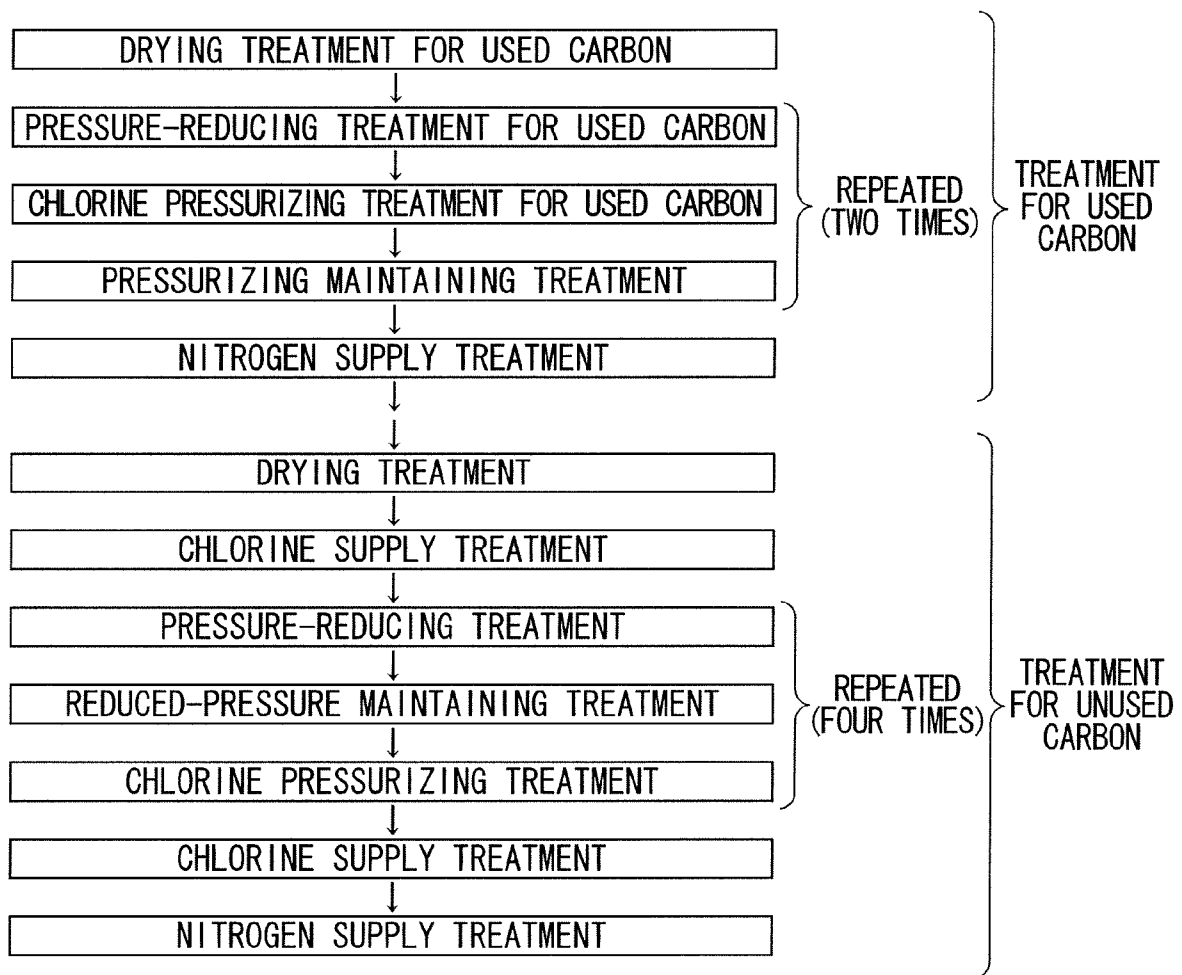 DRYING TREATMENT FOR USED CARBON
PRESSURE-REDUCING TREATMENT FOR USED CARBON
CHLORINE PRESSURIZING TREATMENT FOR USED CARBON
PRESSURIZING MAINTAINING TREATMENT
REPEATED
(TWO TIMES)
NITROGEN SUPPLY TREATMENT
TREATMENT
FOR USED
CARBON
DRYING TREATMENT
CHLORINE SUPPLY TREATMENT
PRESSURE-REDUCING TREATMENT
REDUCED-PRESSURE MAINTAINING TREATMENT
CHLORINE PRESSURIZING TREATMENT
REPEATED
(FOUR TIMES)
CHLORINE SUPPLY TREATMENT
NITROGEN SUPPLY TREATMENT
TREATMENT
FOR UNUSED
CARBON